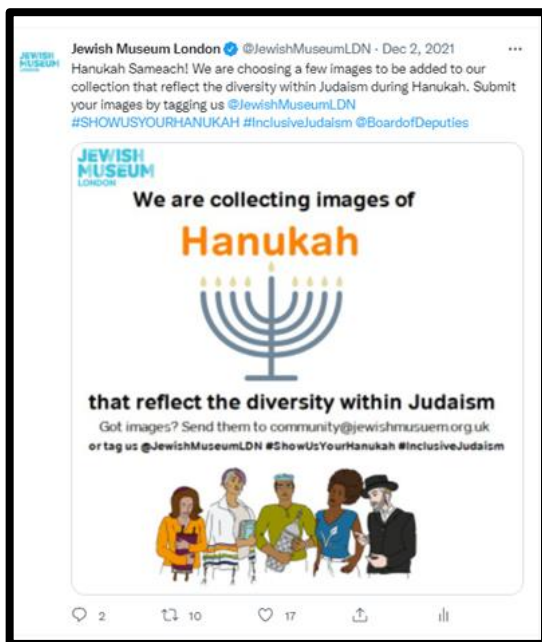 Jewish Museum London @JewishMuseumLDN · Dec 2, 2021 ...
JEWISH
MUSEUM
LONDON
Hanukah Sameach! We are choosing a few images to be added to our
collection that reflect the diversity within Judaism during Hanukah. Submit
your images by tagging us @JewishMuseumLDN
#SHOWUSYOURHANUKAH #InclusiveJudaism @BoardofDeputies
JEWISH
MUSEUM
LONDON
We are collecting images of
Hanukah
that reflect the diversity within Judaism
Got images? Send them to community@jewishmusuem.org.uk
or tag us @JewishMuseumLDN #ShowUsYourHanukah #InclusiveJudaism
2 10 17